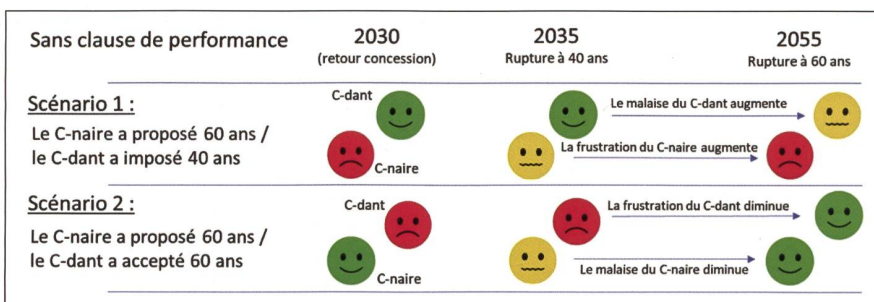 Sans clause de performance
2030
(retour concession)
2035
Rupture à 40 ans
2055
Rupture à 60 ans
Scénario 1 :
Le C-naire a proposé 60 ans /
le C-dant a imposé 40 ans
C-dant
C-naire
Le malaise du C-dant augmente
La frustration du C-naire augmente
Scénario 2 :
Le C-naire a proposé 60 ans /
le C-dant a accepté 60 ans
C-dant
C-naire
La frustration du C-dant diminue
Le malaise du C-naire diminue